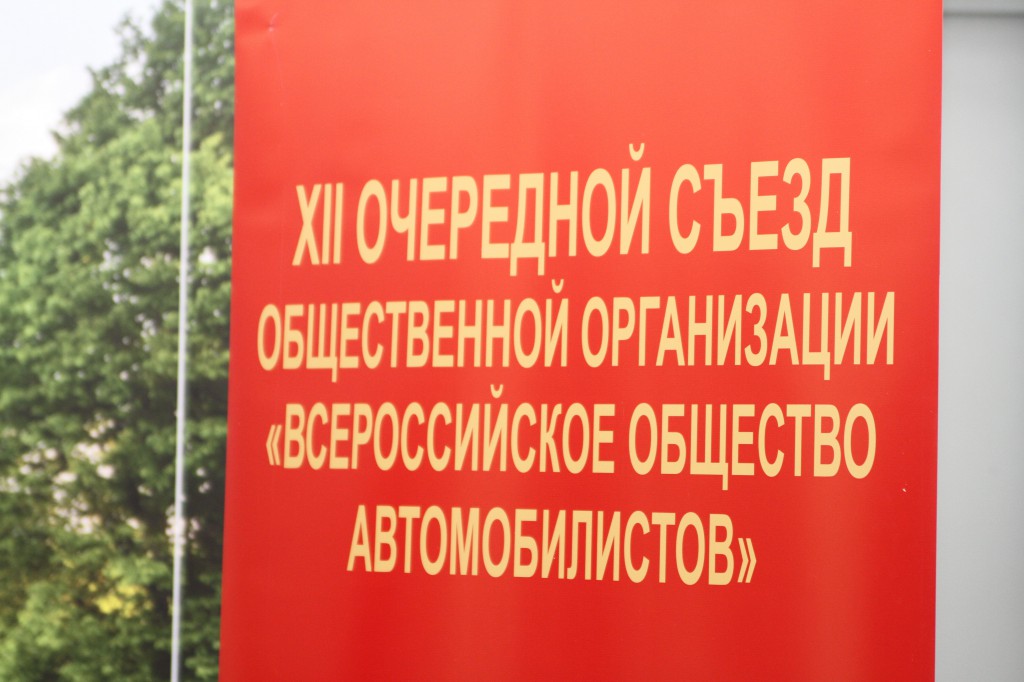 XII ОЧЕРЕДНОЙ СЪЕЗД
ОБЩЕСТВЕННОЙ ОРГАНИЗАЦИИ
«ВСЕРОССИЙСКОЕ ОБЩЕСТВО
АВТОМОБИЛИСТОВ»